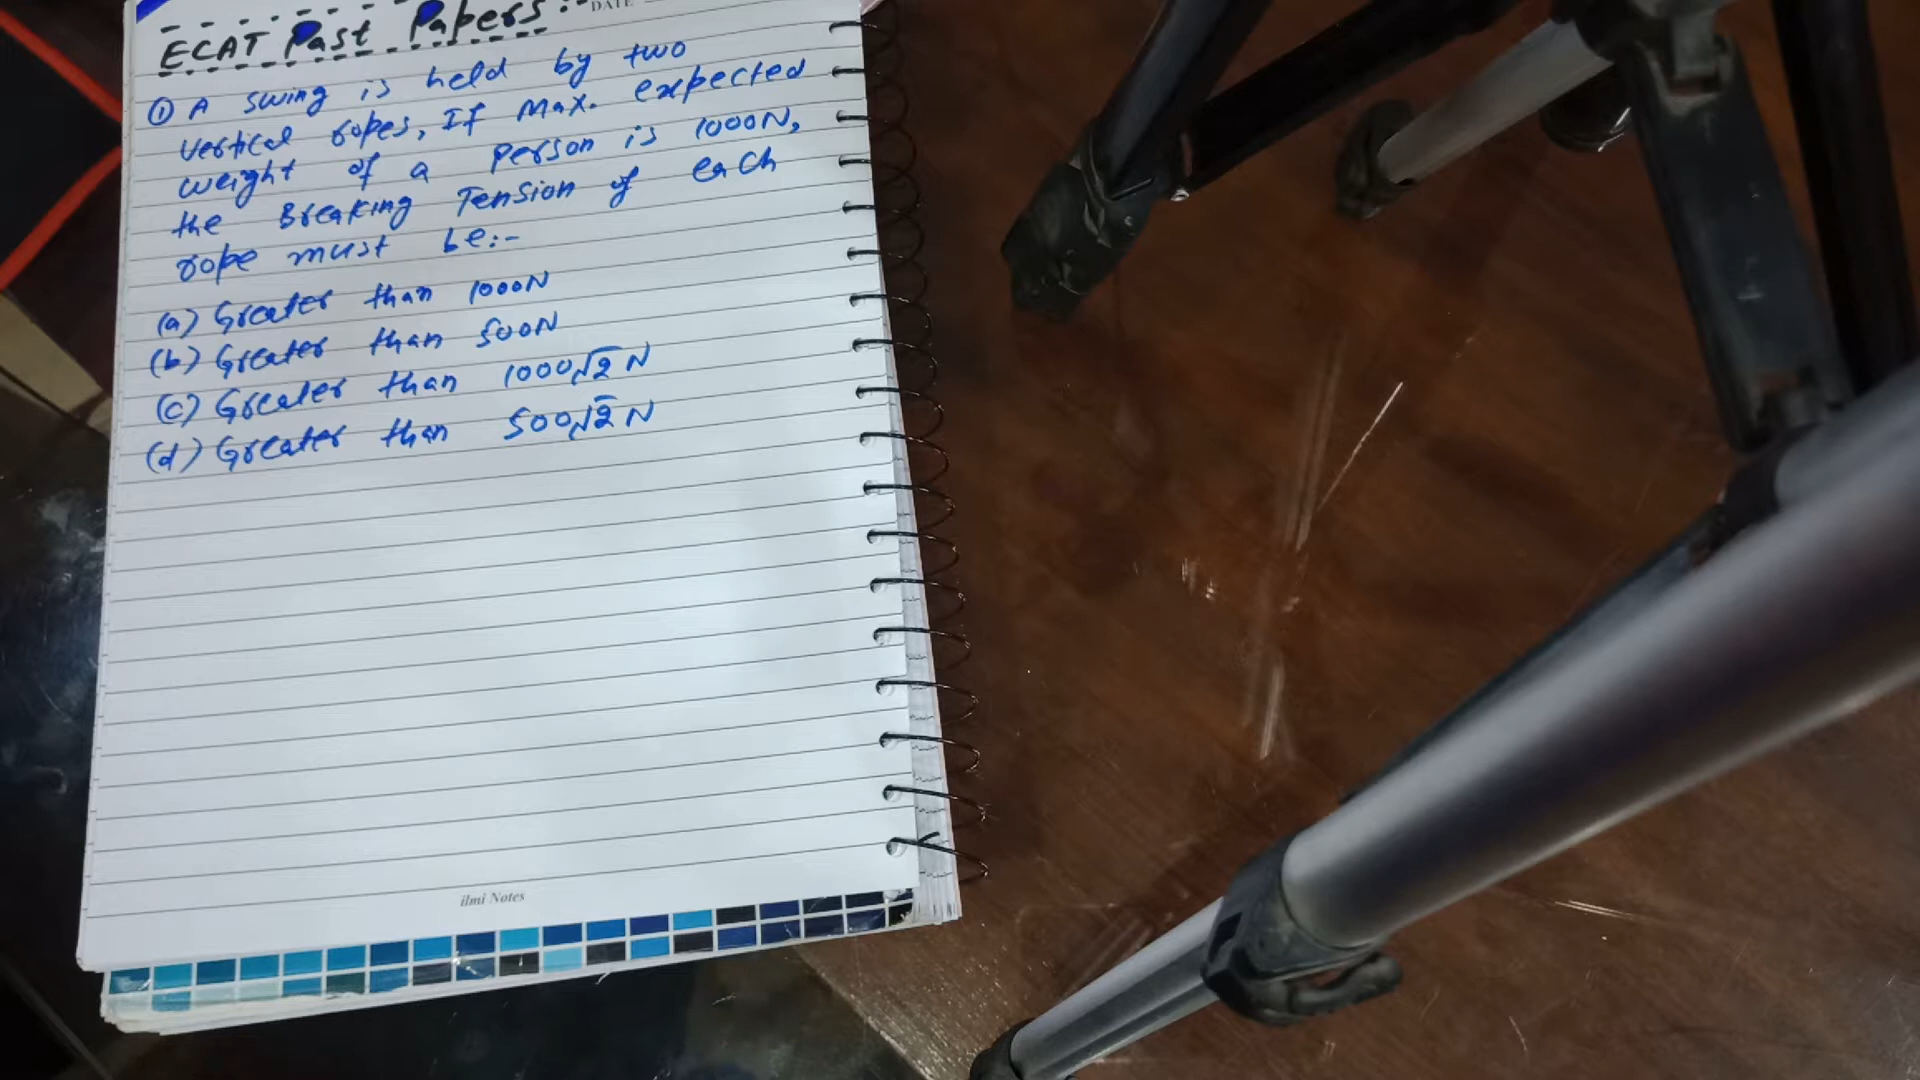 DATE
ECAT Past Papers:-
① A swing is held by two
vertical ropes, If Max. expected
weight of a person is 1000N,
the Breaking Tension of each
rope must be:-
(a) Greater than 1000N
(b) Greater than 500N
(c) Greater than 1000√2 N
(d) Greater than 500√2 N
ilmi Notes